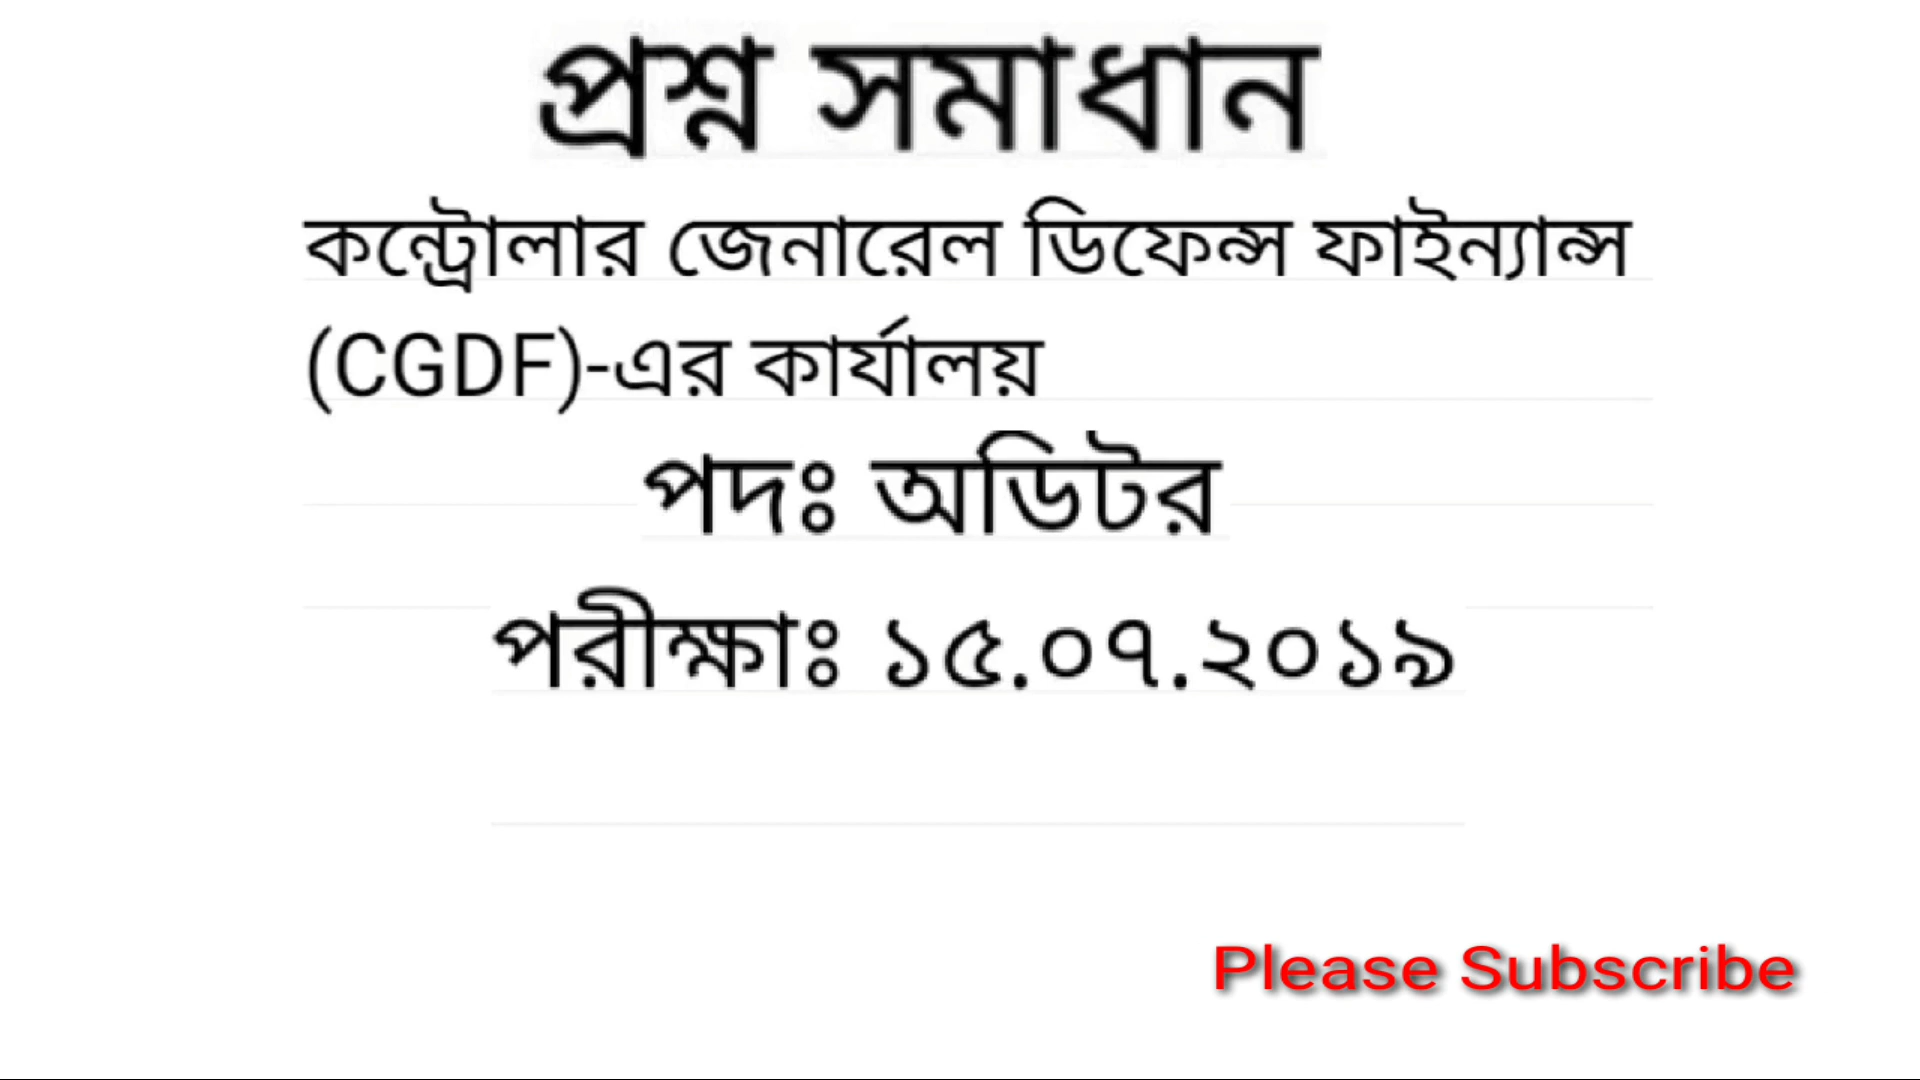 প্রশ্ন সমাধান
কন্ট্রোলার জেনারেল ডিফেন্স ফাইন্যান্স
(CGDF)-এর কার্যালয়
পদঃ অডিটর
পরীক্ষাঃ ১৫.০৭.২০১৯
Please Subscribe